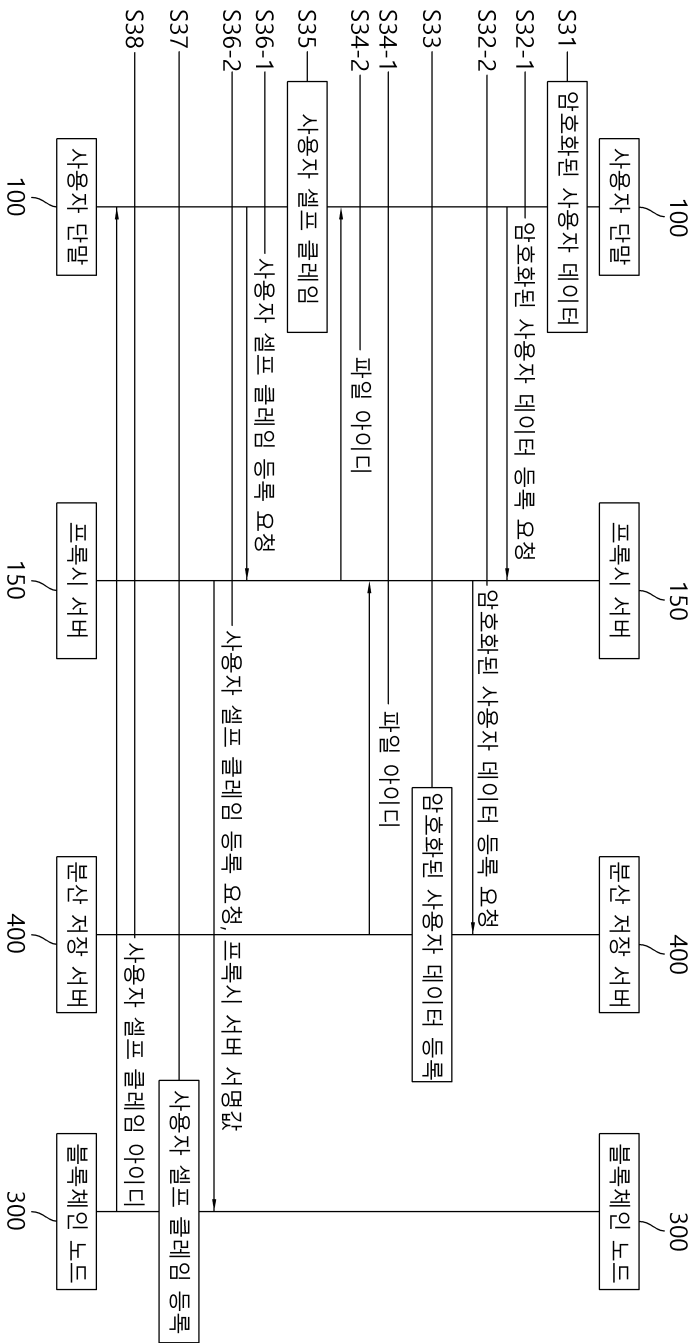 100
150
400
300
사용자 단말
프록시 서버
분산 저장 서버
블록체인 노드
S31
암호화된 사용자 데이터
S32-1
암호화된 사용자 데이터 등록 요청
S32-2
암호화된 사용자 데이터 등록 요청
S33
암호화된 사용자 데이터 등록
S34-1
파일 아이디
S34-2
파일 아이디
S35
사용자 셀프 클레임
S36-1
사용자 셀프 클레임 등록 요청
S36-2
사용자 셀프 클레임 등록 요청, 프록시 서버 서명값
S37
사용자 셀프 클레임 등록
S38
사용자 셀프 클레임 아이디
사용자 단말
프록시 서버
분산 저장 서버
블록체인 노드
100
150
400
300